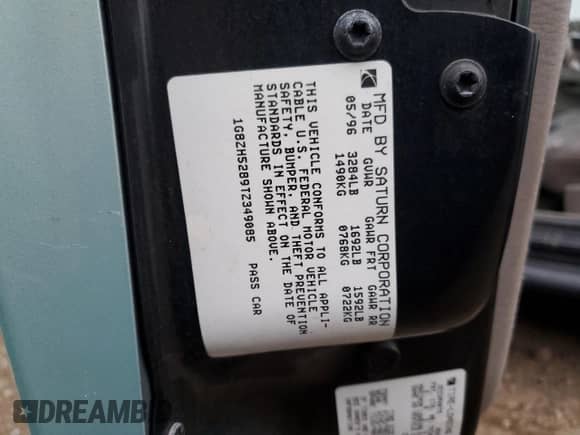 MFD BY SATURN CORPORATION
DATE GVWR GAWR FRT GAWR RR
05/96 3284LB 1692LB 1592LB
1490KG 0768KG 0722KG
THIS VEHICLE CONFORMS TO ALL APPLI-
CABLE U.S. FEDERAL MOTOR VEHICLE
SAFETY, BUMPER, AND THEFT PREVENTION
STANDARDS IN EFFECT ON THE DATE OF
MANUFACTURE SHOWN ABOVE.
1G8ZH5289TZ349085 PASS CAR
DREAMBID